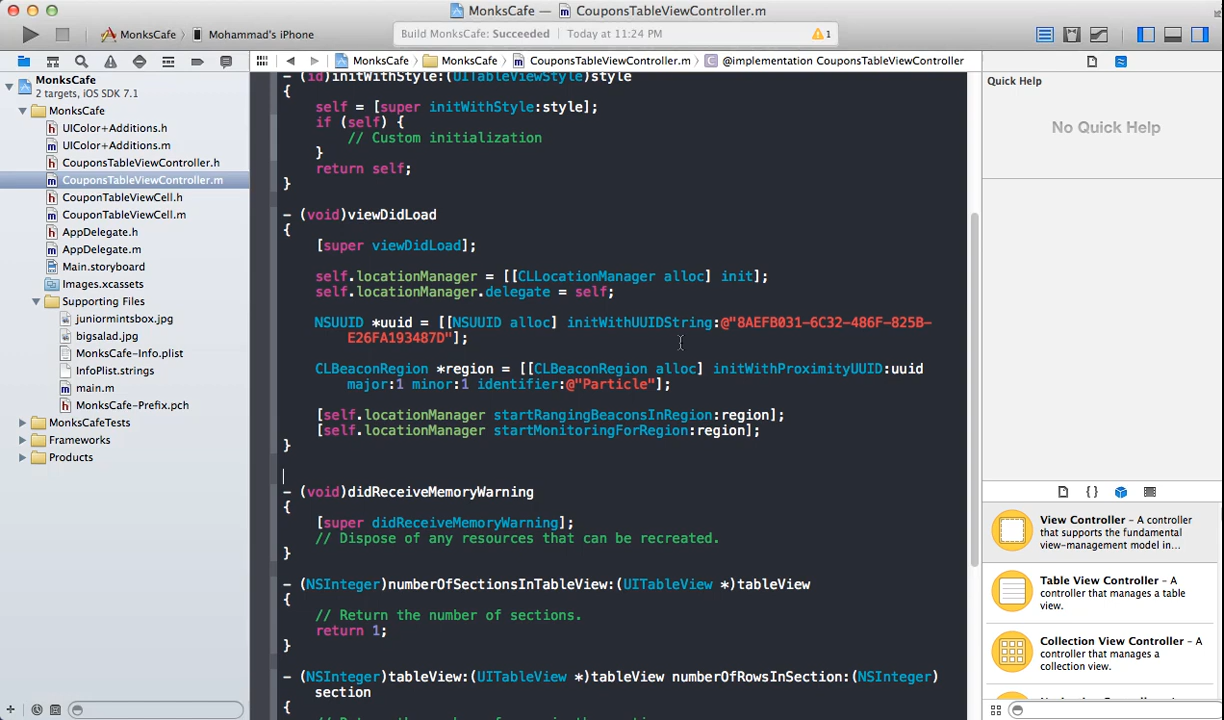 MonksCafe — CouponsTableViewController.m
MonksCafe Mohammad's iPhone
Build MonksCafe: Succeeded Today at 11:24 PM 1
MonksCafe MonksCafe CouponsTableViewController.m @implementation CouponsTableViewController
MonksCafe
2 targets, iOS SDK 7.1
MonksCafe
UIColor+Additions.h
UIColor+Additions.m
CouponsTableViewController.h
CouponsTableViewController.m
CouponTableViewCell.h
CouponTableViewCell.m
AppDelegate.h
AppDelegate.m
Main.storyboard
Images.xcassets
Supporting Files
juniormintsbox.jpg
bigsalad.jpg
MonksCafe-Info.plist
InfoPlist.strings
main.m
MonksCafe-Prefix.pch
MonksCafeTests
Frameworks
Products
- (id)initWithStyle:(UITableViewStyle)style
{
self = [super initWithStyle:style];
if (self) {
// Custom initialization
}
return self;
}
- (void)viewDidLoad
{
[super viewDidLoad];
self.locationManager = [[CLLocationManager alloc] init];
self.locationManager.delegate = self;
NSUUID *uuid = [[NSUUID alloc] initWithUUIDString:@"8AEFB031-6C32-486F-825B-
E26FA193487D"];
CLBeaconRegion *region = [[CLBeaconRegion alloc] initWithProximityUUID:uuid
major:1 minor:1 identifier:@"Particle"];
[self.locationManager startRangingBeaconsInRegion:region];
[self.locationManager startMonitoringForRegion:region];
}
- (void)didReceiveMemoryWarning
{
[super didReceiveMemoryWarning];
// Dispose of any resources that can be recreated.
}
- (NSInteger)numberOfSectionsInTableView:(UITableView *)tableView
{
// Return the number of sections.
return 1;
}
- (NSInteger)tableView:(UITableView *)tableView numberOfRowsInSection:(NSInteger)
section
{
Quick Help
No Quick Help
{ }
View Controller – A controller
that supports the fundamental
view-management model in...
Table View Controller – A
controller that manages a table
view.
Collection View Controller – A
controller that manages a
collection view.